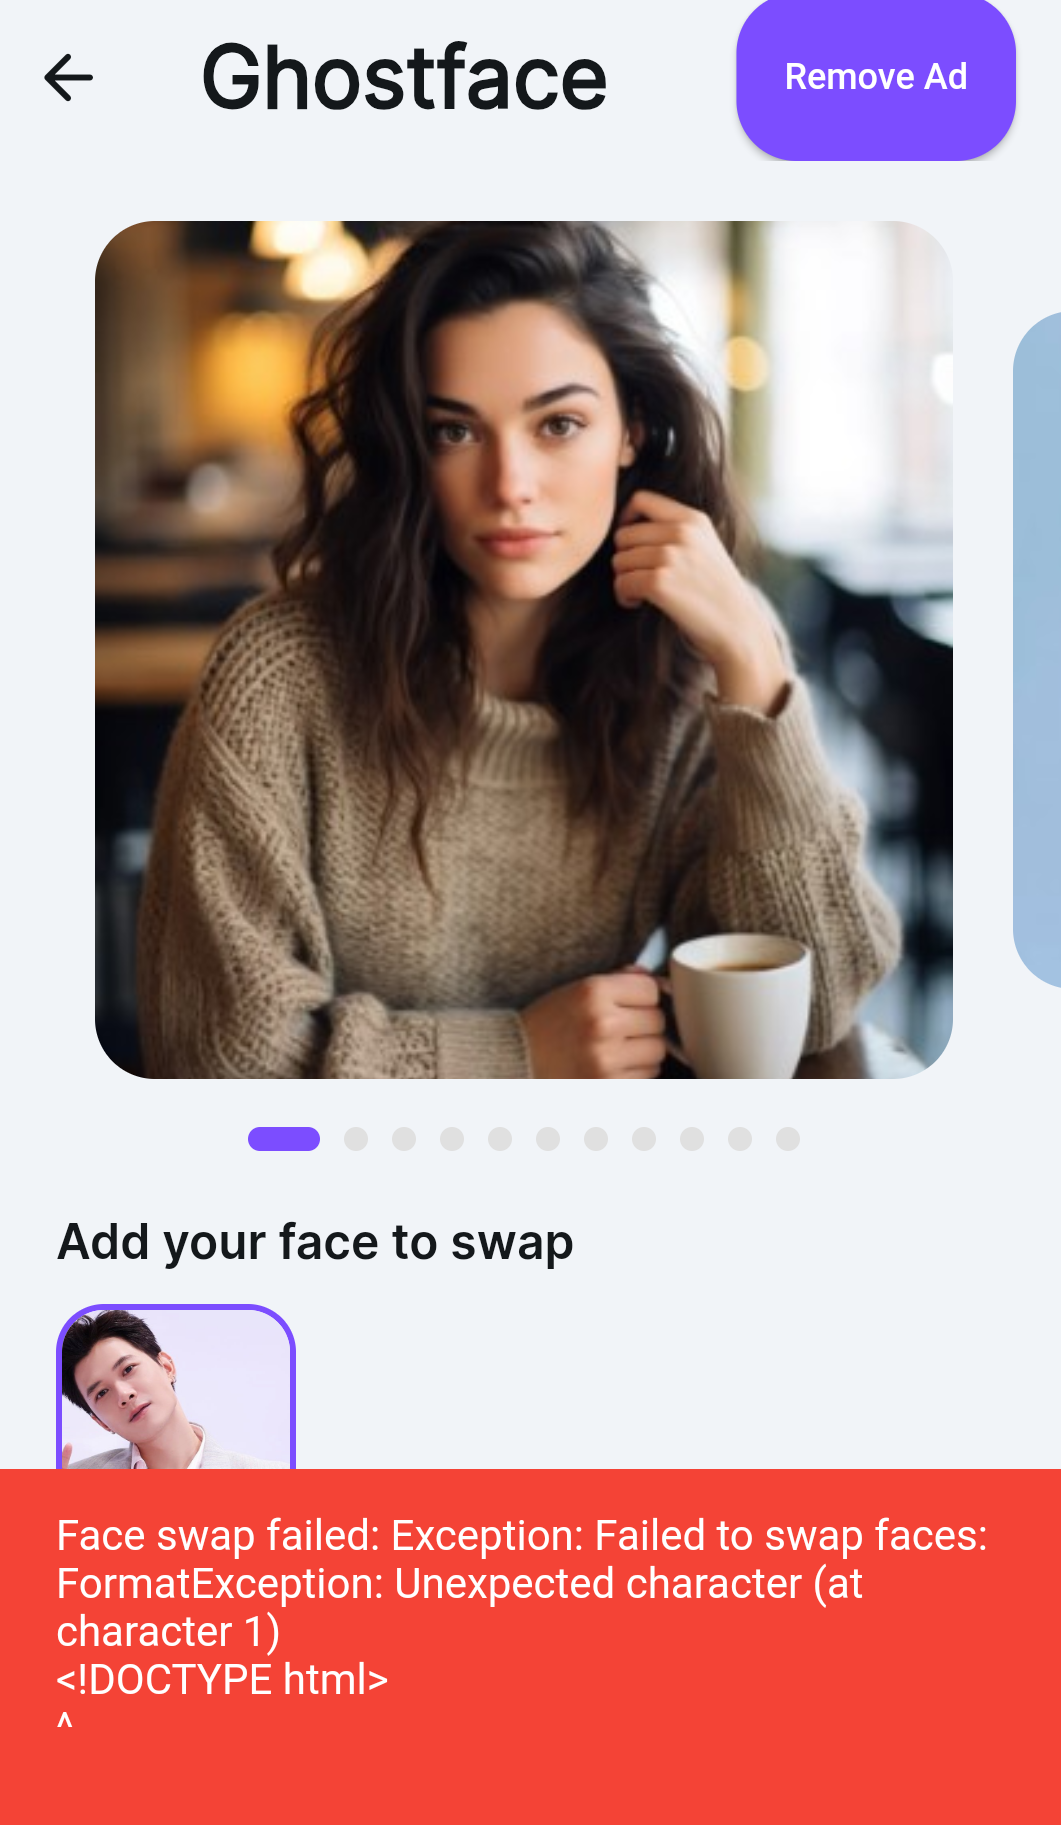 Ghostface
Remove Ad
Add your face to swap
Face swap failed: Exception: Failed to swap faces:
FormatException: Unexpected character (at
character 1)
<!DOCTYPE html>
^